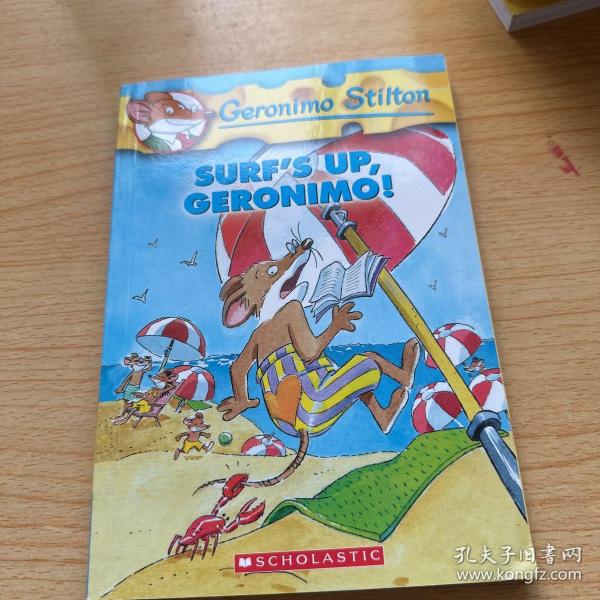 Geronimo Stilton
SURF'S UP,
GERONIMO!
SCHOLASTIC
孔夫子旧书网
www.kongfz.com